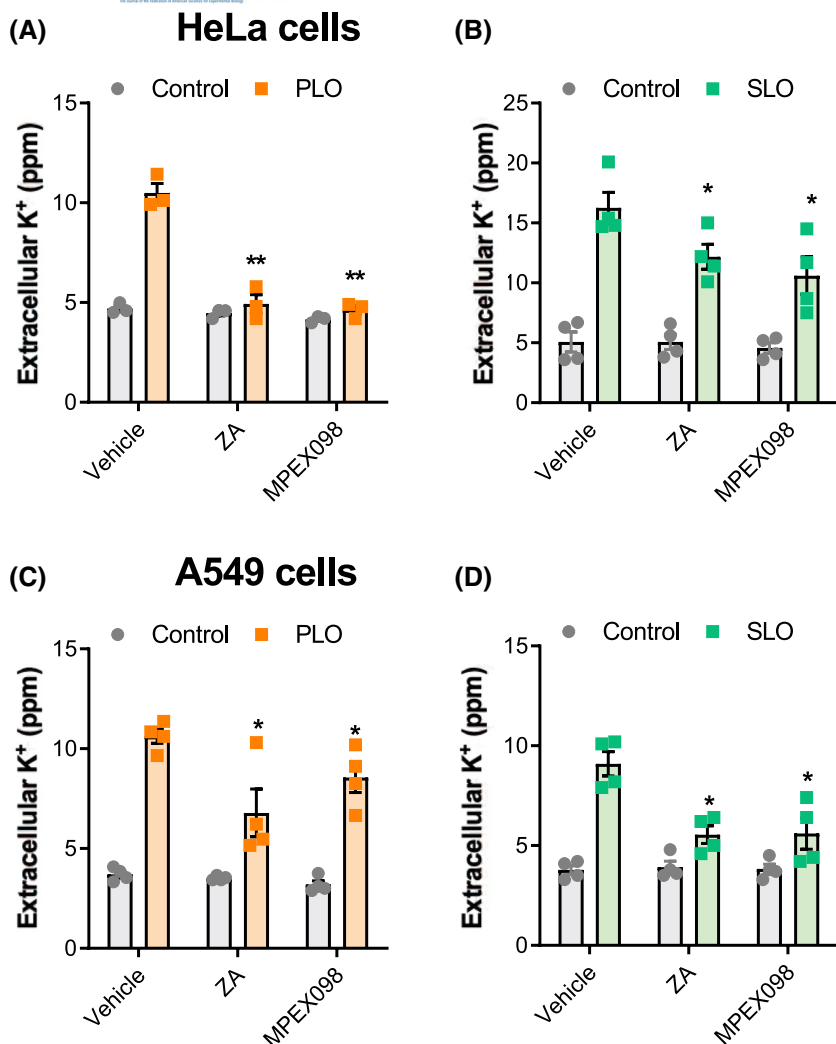 (A) HeLa cells (B)
Control PLO
Control SLO
Extracellular K⁺ (ppm)
15
10
5
0
**
**
Vehicle
ZA
MPEX098
Extracellular K⁺ (ppm)
25
20
15
10
5
0
*
*
Vehicle
ZA
MPEX098
(C) A549 cells (D)
Control PLO
Control SLO
Extracellular K⁺ (ppm)
15
10
5
0
*
*
Vehicle
ZA
MPEX098
Extracellular K⁺ (ppm)
15
10
5
0
*
*
Vehicle
ZA
MPEX098